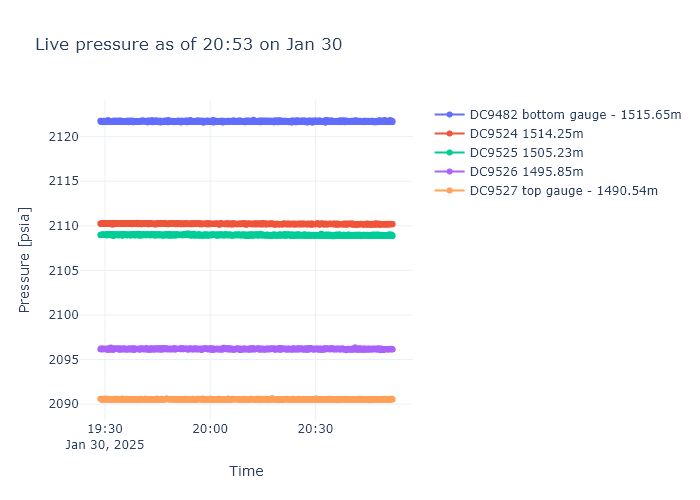 Live pressure as of 20:53 on Jan 30
DC9482 bottom gauge - 1515.65m
DC9524 1514.25m
DC9525 1505.23m
DC9526 1495.85m
DC9527 top gauge - 1490.54m
Pressure [psia]
2120
2115
2110
2105
2100
2095
2090
19:30
20:00
20:30
Jan 30, 2025
Time